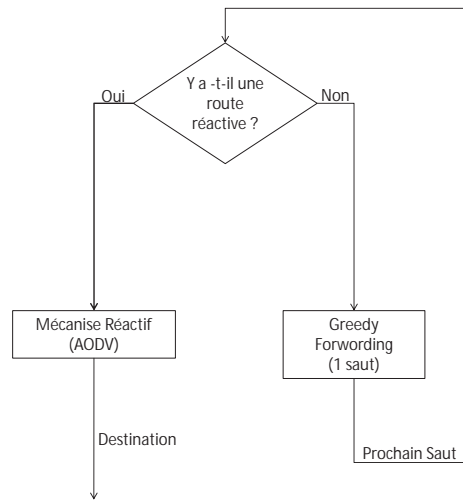 Y a -t-il une
route
réactive ?
Oui
Non
Mécanise Réactif
(AODV)
Greedy
Forwording
(1 saut)
Destination
Prochain Saut